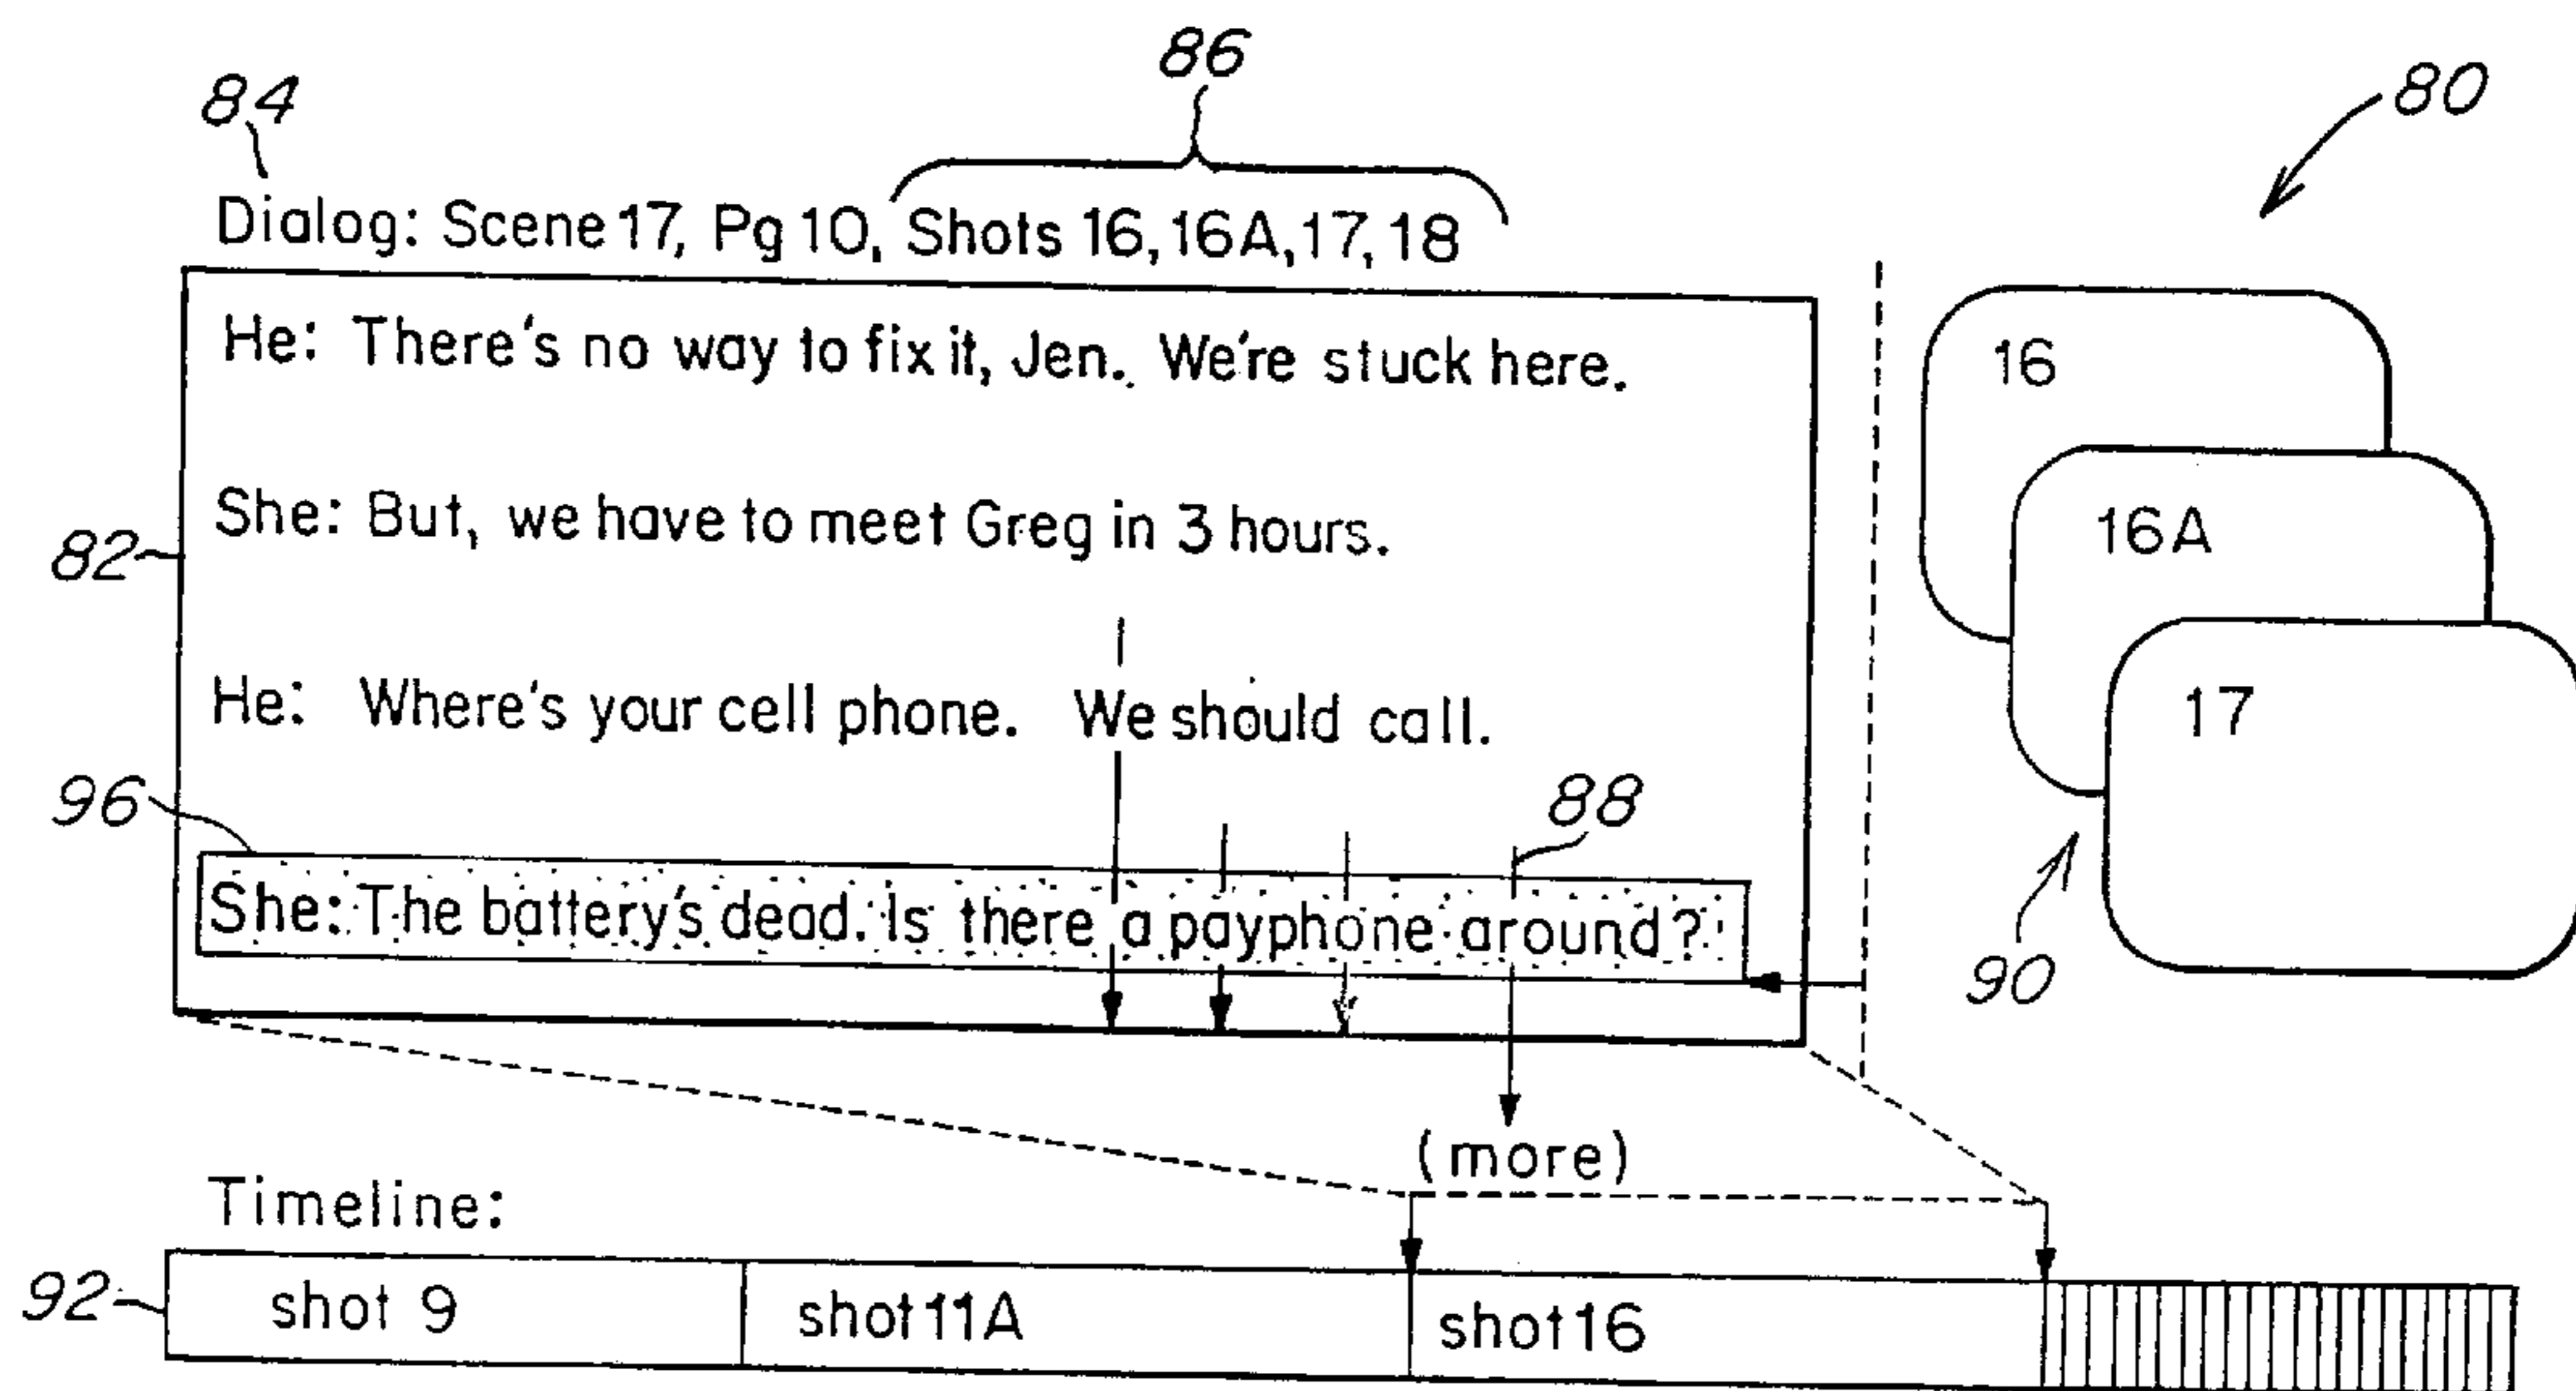 86
84
80
Dialog: Scene 17, Pg 10, Shots 16, 16A, 17, 18
He: There's no way to fix it, Jen. We're stuck here.
16
She: But, we have to meet Greg in 3 hours.
16A
82
He: Where's your cell phone. We should call.
17
96
88
She: The battery's dead. Is there a payphone around?
90
(more)
Timeline:
92
shot 9
shot 11A
shot 16